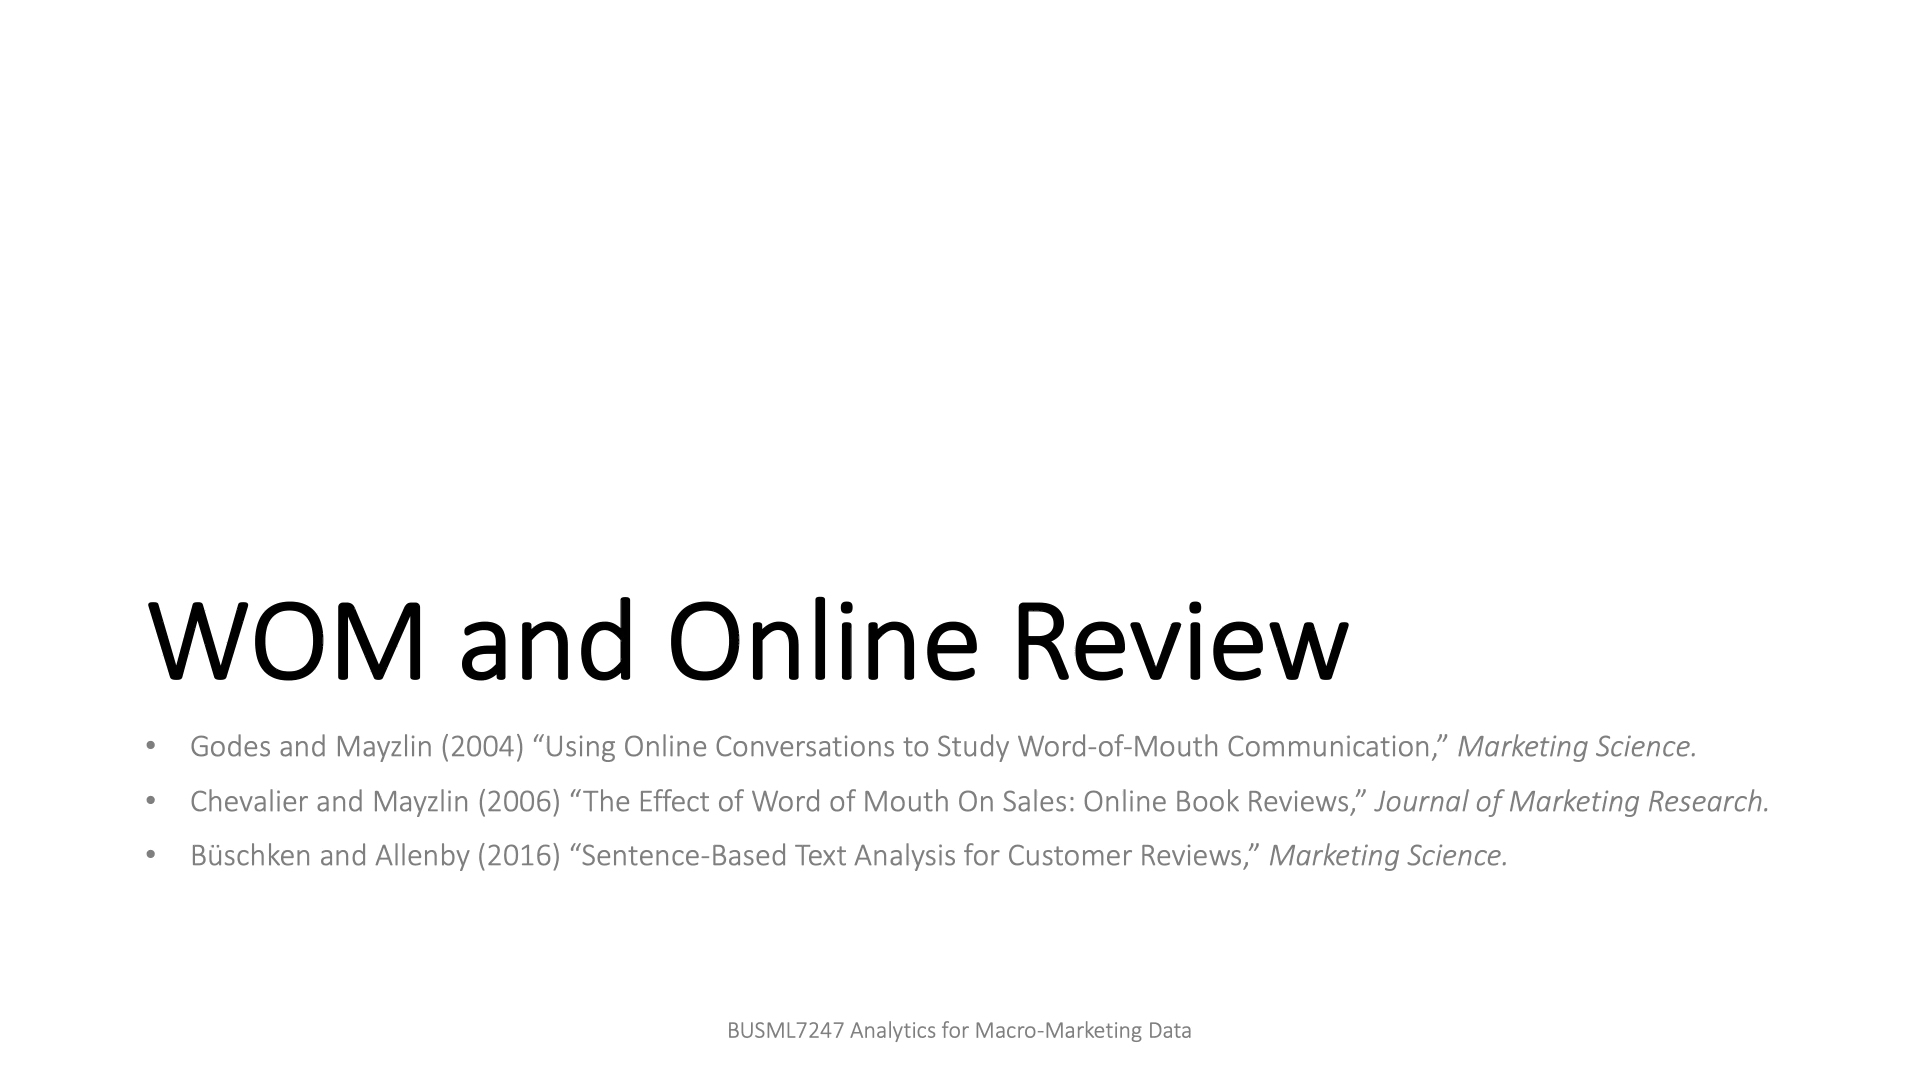 WOM and Online Review
• Godes and Mayzlin (2004) “Using Online Conversations to Study Word-of-Mouth Communication,” Marketing Science.
• Chevalier and Mayzlin (2006) “The Effect of Word of Mouth On Sales: Online Book Reviews,” Journal of Marketing Research.
• Büschken and Allenby (2016) “Sentence-Based Text Analysis for Customer Reviews,” Marketing Science.
BUSML7247 Analytics for Macro-Marketing Data